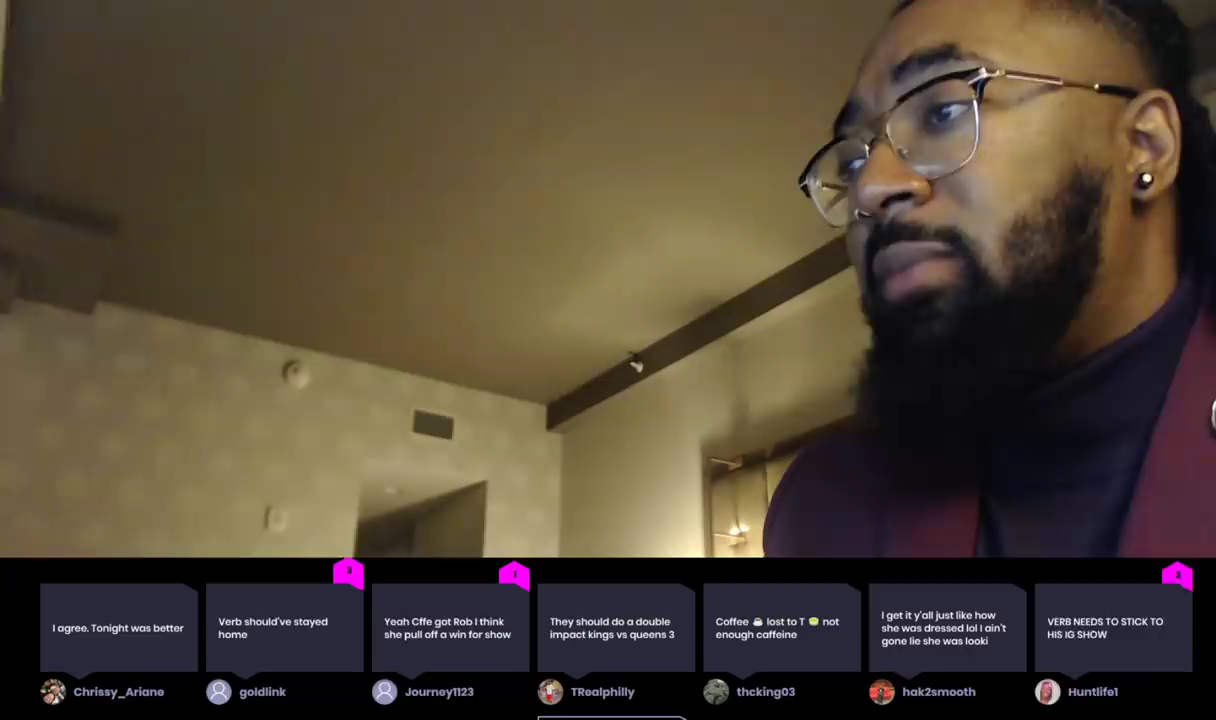 3
1
3
I agree. Tonight was better
Verb should've stayed
home
Yeah Cffe got Rob I think
she pull off a win for show
They should do a double
impact kings vs queens 3
Coffee ☕ lost to T 🍵 not
enough caffeine
I get it y'all just like how
she was dressed lol I ain't
gone lie she was looki
VERB NEEDS TO STICK TO
HIS IG SHOW
Chrissy_Ariane
goldlink
Journey1123
TRealphilly
thcking03
hak2smooth
Huntlife1